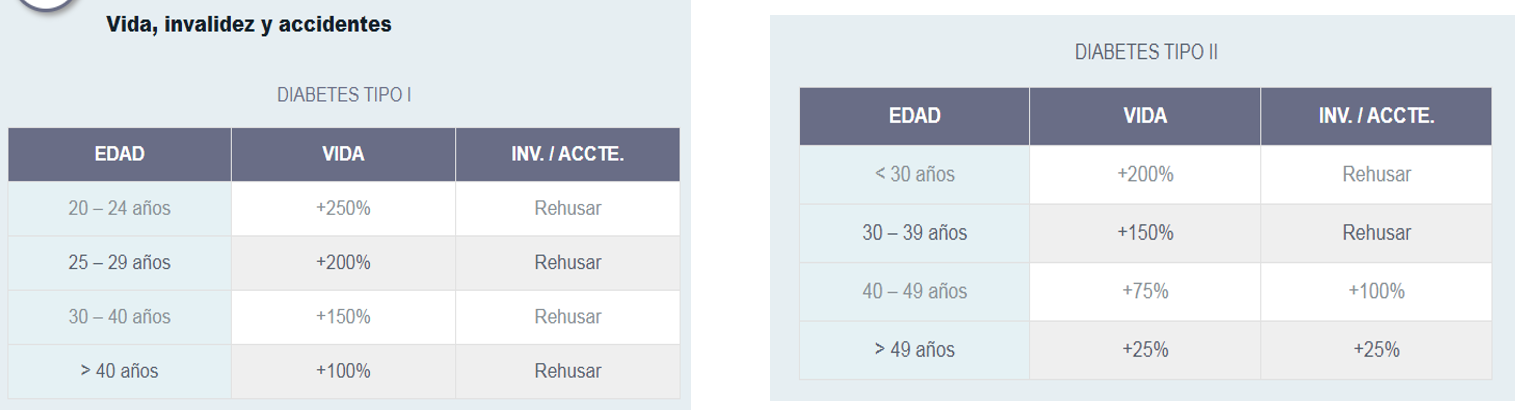 Vida, invalidez y accidentes
DIABETES TIPO I
EDAD VIDA INV. / ACCTE.
20 – 24 años +250% Rehusar
25 – 29 años +200% Rehusar
30 – 40 años +150% Rehusar
> 40 años +100% Rehusar
DIABETES TIPO II
EDAD VIDA INV. / ACCTE.
< 30 años +200% Rehusar
30 – 39 años +150% Rehusar
40 – 49 años +75% +100%
> 49 años +25% +25%